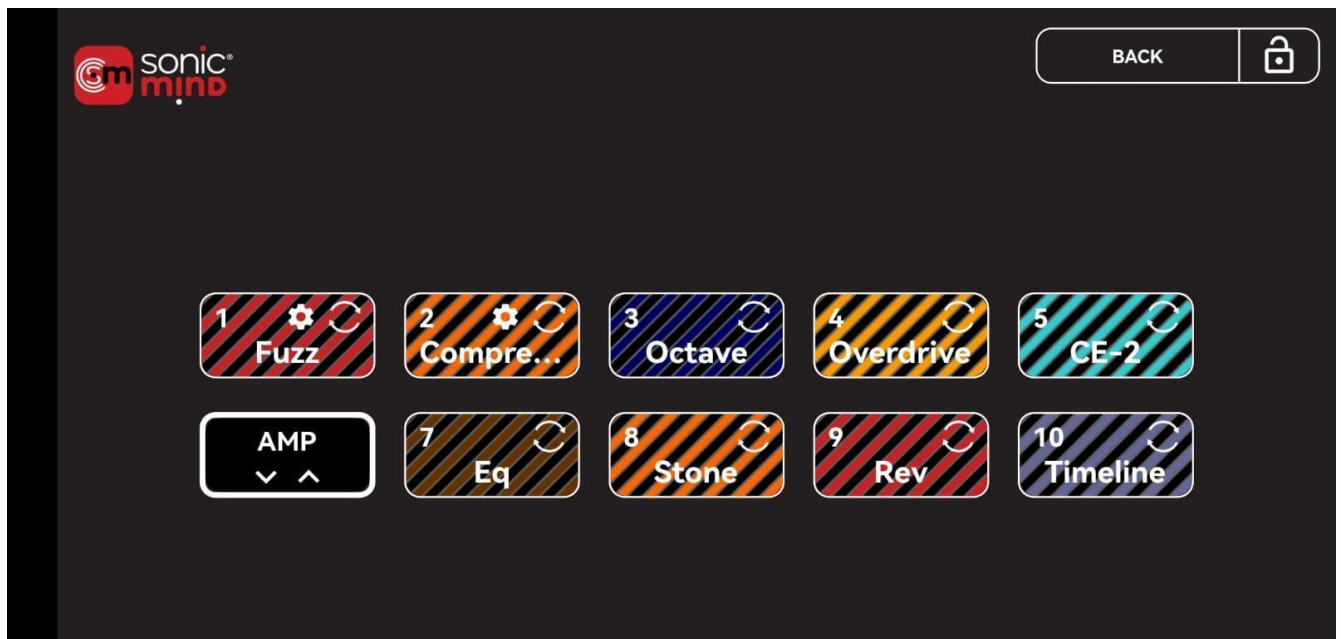 sm sonic®
mind
BACK
1
Fuzz
2
Compre...
3
Octave
4
Overdrive
5
CE-2
AMP
7
Eq
8
Stone
9
Rev
10
Timeline